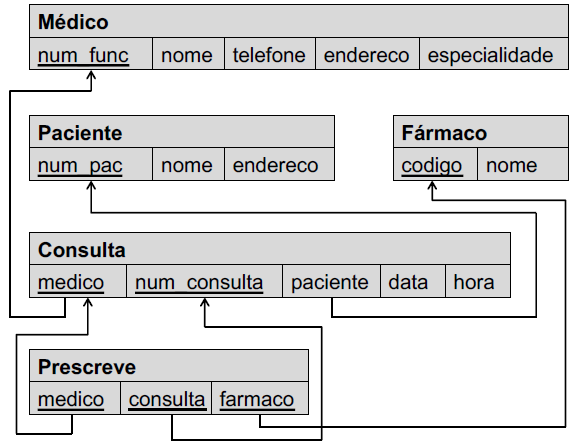 Médico
num_func nome telefone endereco especialidade
Paciente
num_pac nome endereco
Fármaco
codigo nome
Consulta
medico num_consulta paciente data hora
Prescreve
medico consulta farmaco